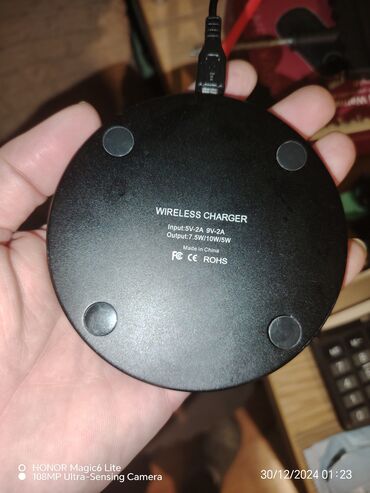 WIRELESS CHARGER
Input:5V-2A 9V-2A
Output:7.5W/10W/5W
Made in China
FC CE ROHS
HONOR Magic6 Lite
108MP Ultra-Sensing Camera
30/12/2024 01:23